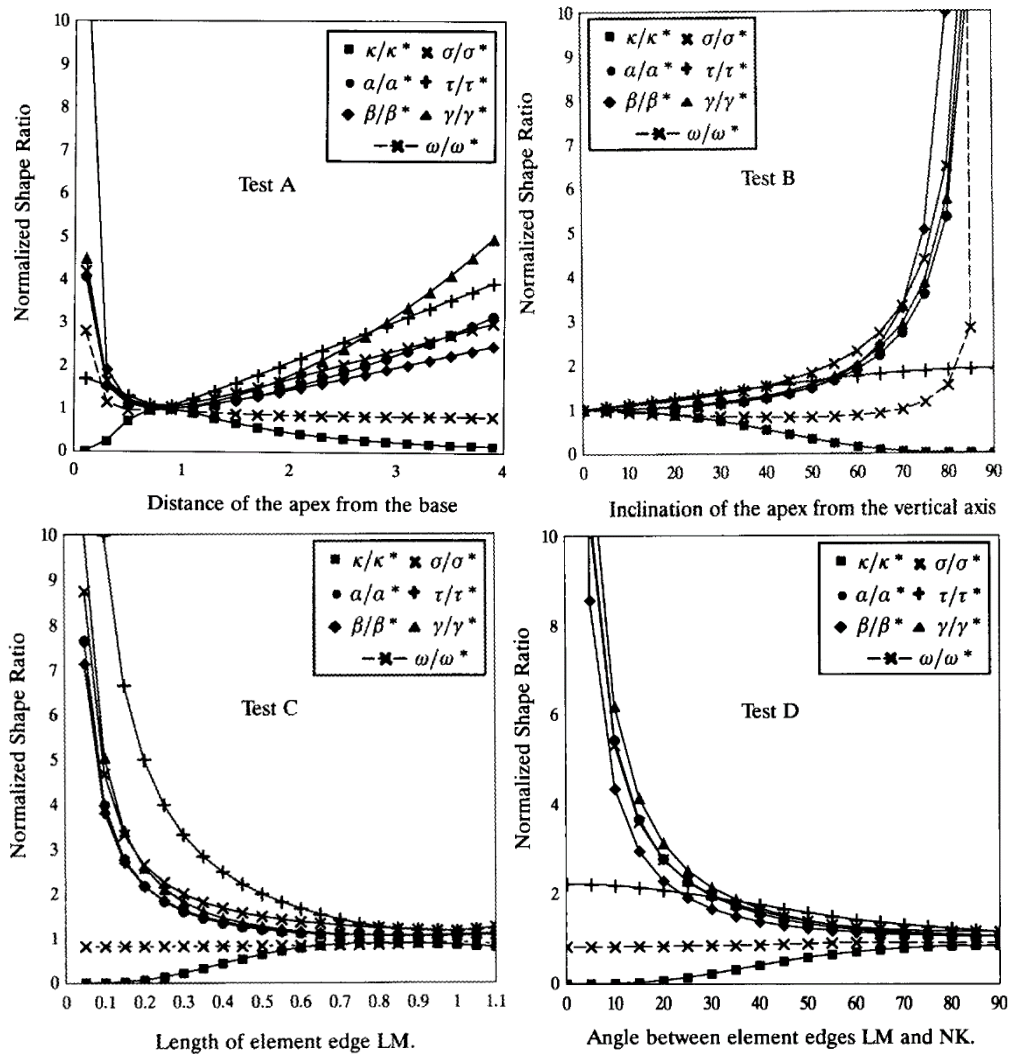 Normalized Shape Ratio
10
9
8
7
6
5
4
3
2
1
0
κ/κ* σ/σ*
α/α* τ/τ*
β/β* γ/γ*
ω/ω*
Test A
0 1 2 3 4
Distance of the apex from the base
Normalized Shape Ratio
10
9
8
7
6
5
4
3
2
1
0
κ/κ* σ/σ*
α/α* τ/τ*
β/β* γ/γ*
ω/ω*
Test B
0 10 20 30 40 50 60 70 80 90
Inclination of the apex from the vertical axis
Normalized Shape Ratio
10
9
8
7
6
5
4
3
2
1
0
κ/κ* σ/σ*
α/α* τ/τ*
β/β* γ/γ*
ω/ω*
Test C
0 0.1 0.2 0.3 0.4 0.5 0.6 0.7 0.8 0.9 1 1.1
Length of element edge LM.
Normalized Shape Ratio
10
8
6
4
2
0
κ/κ* σ/σ*
α/α* τ/τ*
β/β* γ/γ*
ω/ω*
Test D
0 10 20 30 40 50 60 70 80 90
Angle between element edges LM and NK.